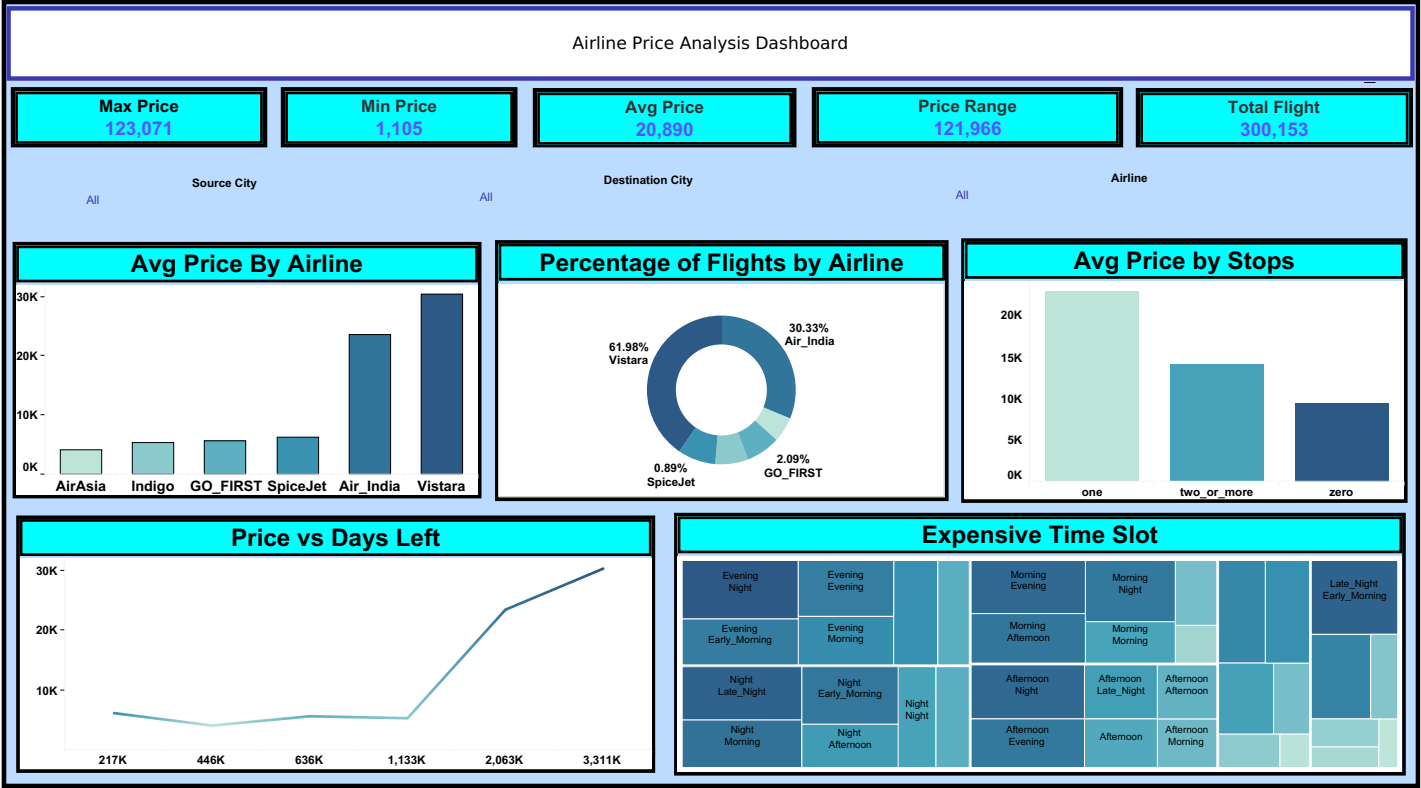 Airline Price Analysis Dashboard
Max Price
123,071
Min Price
1,105
Avg Price
20,890
Price Range
121,966
Total Flight
300,153
Source City
All
Destination City
All
Airline
All
Avg Price By Airline
30K
20K
10K
0K
AirAsia
Indigo
GO_FIRST
SpiceJet
Air_India
Vistara
Percentage of Flights by Airline
61.98%
Vistara
30.33%
Air_India
0.89%
SpiceJet
2.09%
GO_FIRST
Avg Price by Stops
20K
15K
10K
5K
0K
one
two_or_more
zero
Price vs Days Left
30K
20K
10K
217K
446K
636K
1,133K
2,063K
3,311K
Expensive Time Slot
Evening
Night
Evening
Evening
Evening
Early_Morning
Evening
Morning
Morning
Evening
Morning
Night
Morning
Afternoon
Morning
Morning
Late_Night
Early_Morning
Night
Late_Night
Night
Early_Morning
Night
Night
Night
Morning
Night
Afternoon
Afternoon
Night
Afternoon
Late_Night
Afternoon
Afternoon
Afternoon
Evening
Afternoon
Afternoon
Morning